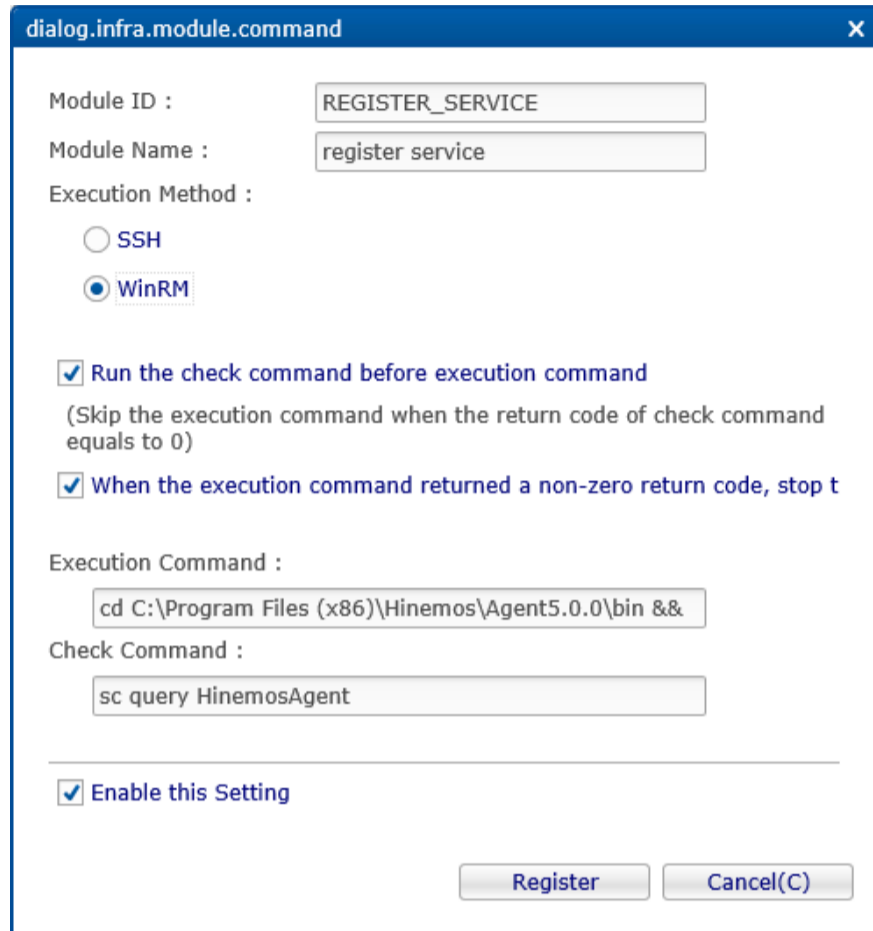 dialog.infra.module.command
Module ID :
REGISTER_SERVICE
Module Name :
register service
Execution Method :
SSH
WinRM
Run the check command before execution command
(Skip the execution command when the return code of check command
equals to 0)
When the execution command returned a non-zero return code, stop t
Execution Command :
cd C:\Program Files (x86)\Hinemos\Agent5.0.0\bin &&
Check Command :
sc query HinemosAgent
Enable this Setting
Register Cancel(C)